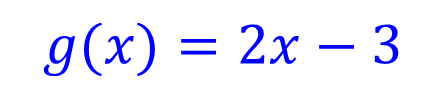 g(x) = 2x − 3